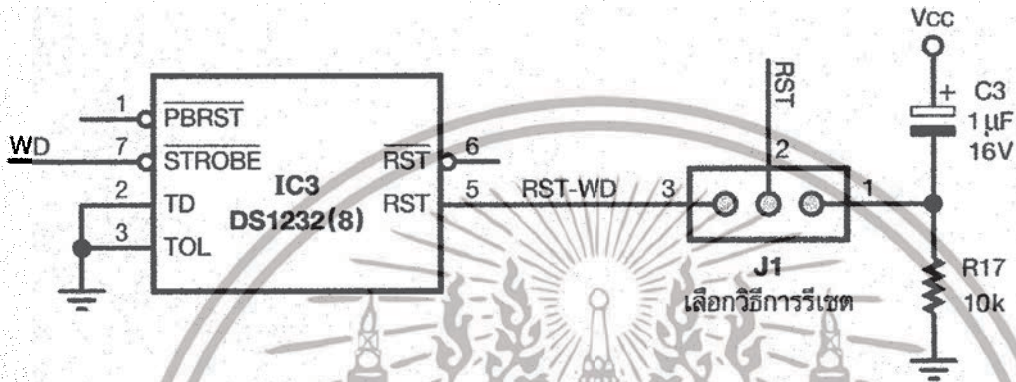 VCC
+ C3
1 µF
16V
RST
1 PBRST
WD 7 STROBE
RST 6
IC3
2 TD
RST 5
RST-WD
3
2
1
DS1232(8)
3 TOL
J1
เลือกวิธีการรีเซต
R17
10k